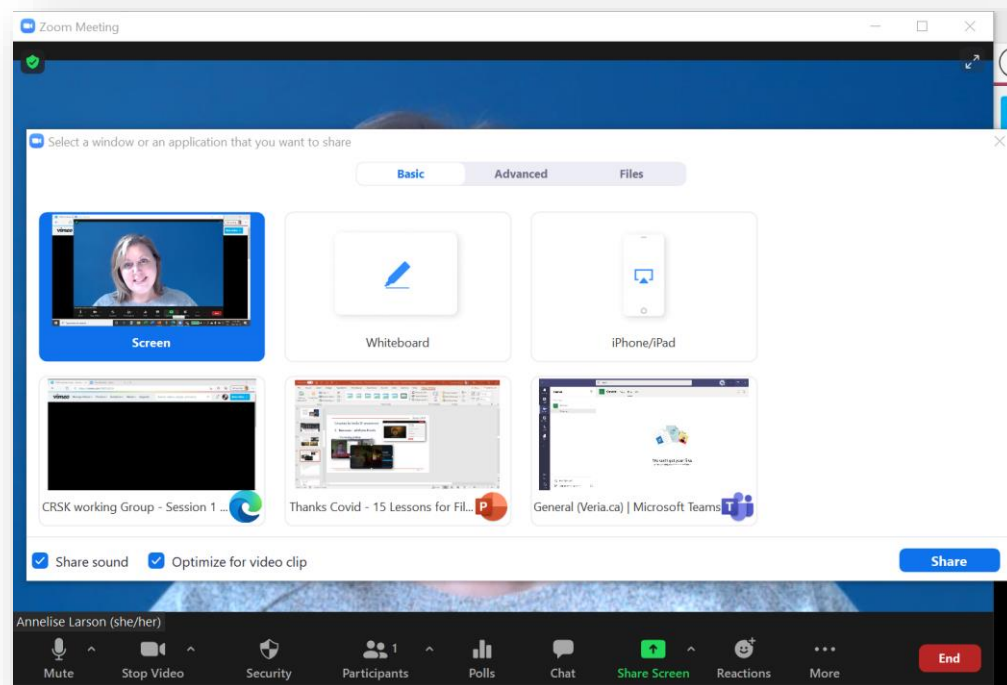 Zoom Meeting
Select a window or an application that you want to share
Basic Advanced Files
Screen
Whiteboard
iPhone/iPad
vimeo
CRSK working Group - Session 1 ...
Thanks Covid - 15 Lessons for Fil...
General (Veria.ca) | Microsoft Teams
Share sound
Optimize for video clip
Share
Annelise Larson (she/her)
1
Mute
Stop Video
Security
Participants
Polls
Chat
Share Screen
Reactions
More
End